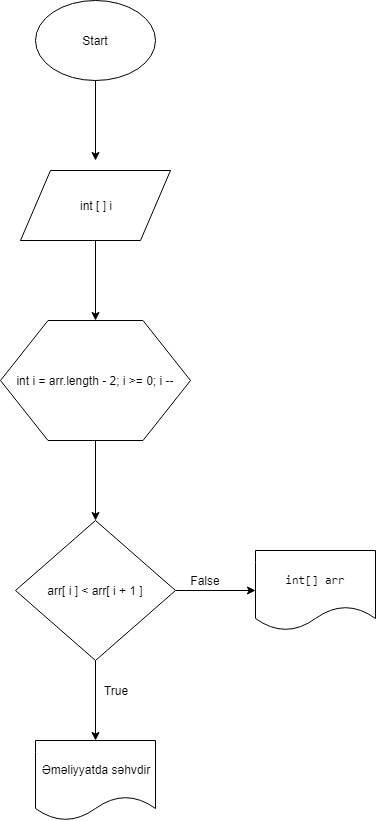 Start
int [ ] i
int i = arr.length - 2; i >= 0; i --
arr[ i ] < arr[ i + 1 ]
False
int[] arr
True
Əməliyyatda səhvdir